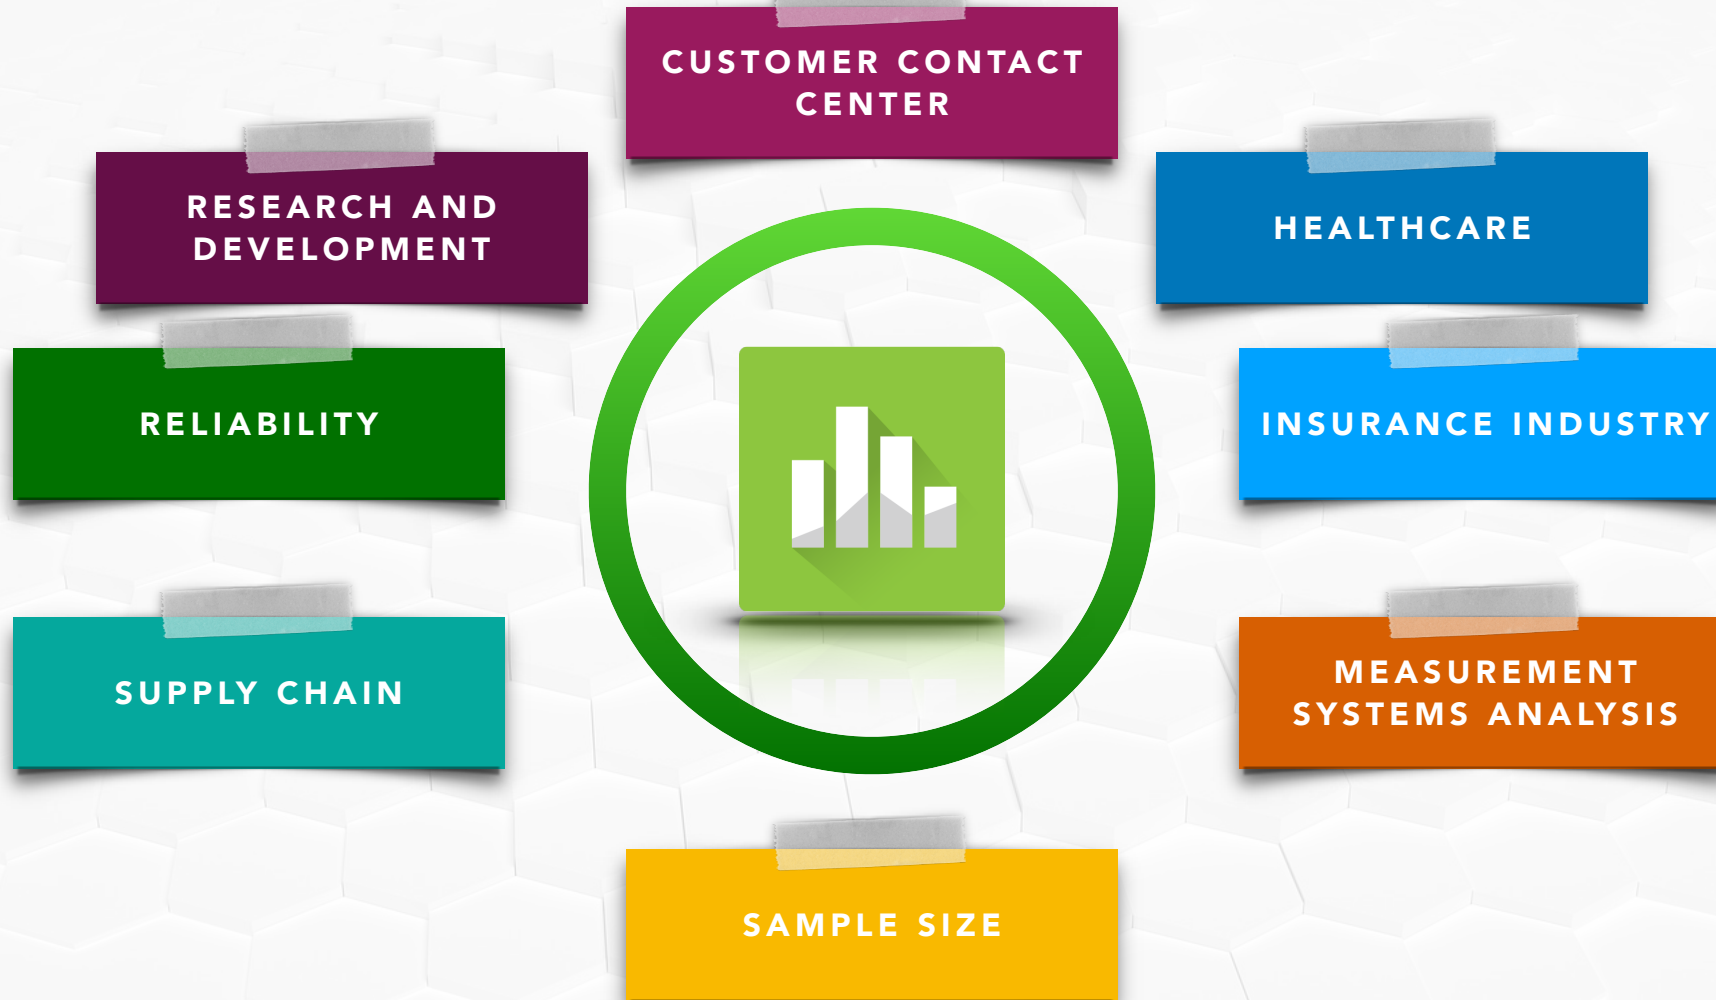 CUSTOMER CONTACT
CENTER
RESEARCH AND
DEVELOPMENT
HEALTHCARE
RELIABILITY
INSURANCE INDUSTRY
SUPPLY CHAIN
MEASUREMENT
SYSTEMS ANALYSIS
SAMPLE SIZE